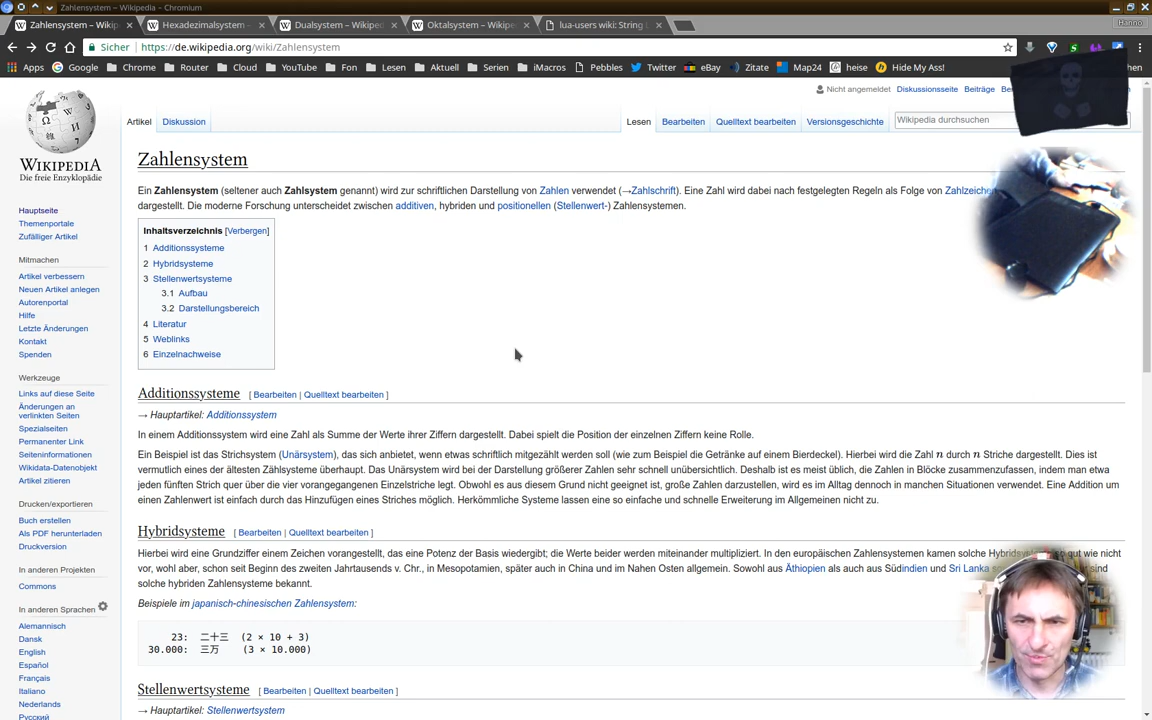 Zahlensystem – Wikipedia – Chromium
Zahlensystem – Wikip
Hexadezimalsystem –
Dualsystem – Wikiped
Oktalsystem – Wikipe
lua-users wiki: String L
Hanno
Sicher
https://de.wikipedia.org/wiki/Zahlensystem
Apps Google Chrome Router Cloud YouTube Fon Lesen Aktuell Serien iMacros Pebbles Twitter eBay Zitate Map24 heise Hide My Ass!
Nicht angemeldet Diskussionsseite Beiträge
Artikel Diskussion Lesen Bearbeiten Quelltext bearbeiten Versionsgeschichte Wikipedia durchsuchen
WIKIPEDIA
Die freie Enzyklopädie
Hauptseite
Themenportale
Zufälliger Artikel
Mitmachen
Artikel verbessern
Neuen Artikel anlegen
Autorenportal
Hilfe
Letzte Änderungen
Kontakt
Spenden
Werkzeuge
Links auf diese Seite
Änderungen an
verlinkten Seiten
Spezialseiten
Permanenter Link
Seiteninformationen
Wikidata-Datenobjekt
Artikel zitieren
Drucken/exportieren
Buch erstellen
Als PDF herunterladen
Druckversion
In anderen Projekten
Commons
In anderen Sprachen
Alemannisch
Dansk
English
Español
Français
Italiano
Nederlands
Русский
Zahlensystem
Ein Zahlensystem (seltener auch Zahlsystem genannt) wird zur schriftlichen Darstellung von Zahlen verwendet (→Zahlschrift). Eine Zahl wird dabei nach festgelegten Regeln als Folge von Zahlzeiche
dargestellt. Die moderne Forschung unterscheidet zwischen additiven, hybriden und positionellen (Stellenwert-) Zahlensystemen.
Inhaltsverzeichnis [Verbergen]
1 Additionssysteme
2 Hybridsysteme
3 Stellenwertsysteme
3.1 Aufbau
3.2 Darstellungsbereich
4 Literatur
5 Weblinks
6 Einzelnachweise
Additionssysteme [ Bearbeiten | Quelltext bearbeiten ]
→ Hauptartikel: Additionssystem
In einem Additionssystem wird eine Zahl als Summe der Werte ihrer Ziffern dargestellt. Dabei spielt die Position der einzelnen Ziffern keine Rolle.
Ein Beispiel ist das Strichsystem (Unärsystem), das sich anbietet, wenn etwas schriftlich mitgezählt werden soll (wie zum Beispiel die Getränke auf einem Bierdeckel). Hierbei wird die Zahl n durch n Striche dargestellt. Dies ist
vermutlich eines der ältesten Zählsysteme überhaupt. Das Unärsystem wird bei der Darstellung größerer Zahlen sehr schnell unübersichtlich. Deshalb ist es meist üblich, die Zahlen in Blöcke zusammenzufassen, indem man etwa
jeden fünften Strich quer über die vier vorangegangenen Einzelstriche legt. Obwohl es aus diesem Grund nicht geeignet ist, große Zahlen darzustellen, wird es im Alltag dennoch in manchen Situationen verwendet. Eine Addition um
einen Zahlenwert ist einfach durch das Hinzufügen eines Striches möglich. Herkömmliche Systeme lassen eine so einfache und schnelle Erweiterung im Allgemeinen nicht zu.
Hybridsysteme [ Bearbeiten | Quelltext bearbeiten ]
Hierbei wird eine Grundziffer einem Zeichen vorangestellt, das eine Potenz der Basis wiedergibt; die Werte beider werden miteinander multipliziert. In den europäischen Zahlensystemen kamen solche gut wie nicht
vor, wohl aber, schon seit Beginn des zweiten Jahrtausends v. Chr., in Mesopotamien, später auch in China und im Nahen Osten allgemein. Sowohl aus Äthiopien als auch aus Südindien und Sri Lanka sind
solche hybriden Zahlensysteme bekannt.
Beispiele im japanisch-chinesischen Zahlensystem:
23: 二十三 (2 × 10 + 3)
30.000: 三万 (3 × 10.000)
Stellenwertsysteme [ Bearbeiten | Quelltext bearbeiten ]
→ Hauptartikel: Stellenwertsystem